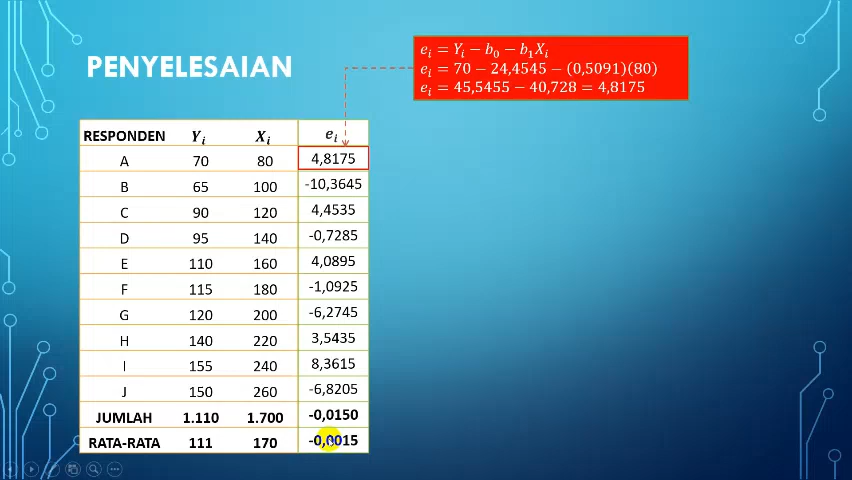 PENYELESAIAN
eᵢ = Yᵢ − b₀ − b₁Xᵢ
eᵢ = 70 − 24,4545 − (0,5091)(80)
eᵢ = 45,5455 − 40,728 = 4,8175
RESPONDEN Yᵢ Xᵢ eᵢ
A 70 80 4,8175
B 65 100 -10,3645
C 90 120 4,4535
D 95 140 -0,7285
E 110 160 4,0895
F 115 180 -1,0925
G 120 200 -6,2745
H 140 220 3,5435
I 155 240 8,3615
J 150 260 -6,8205
JUMLAH 1.110 1.700 -0,0150
RATA-RATA 111 170 -0,0015